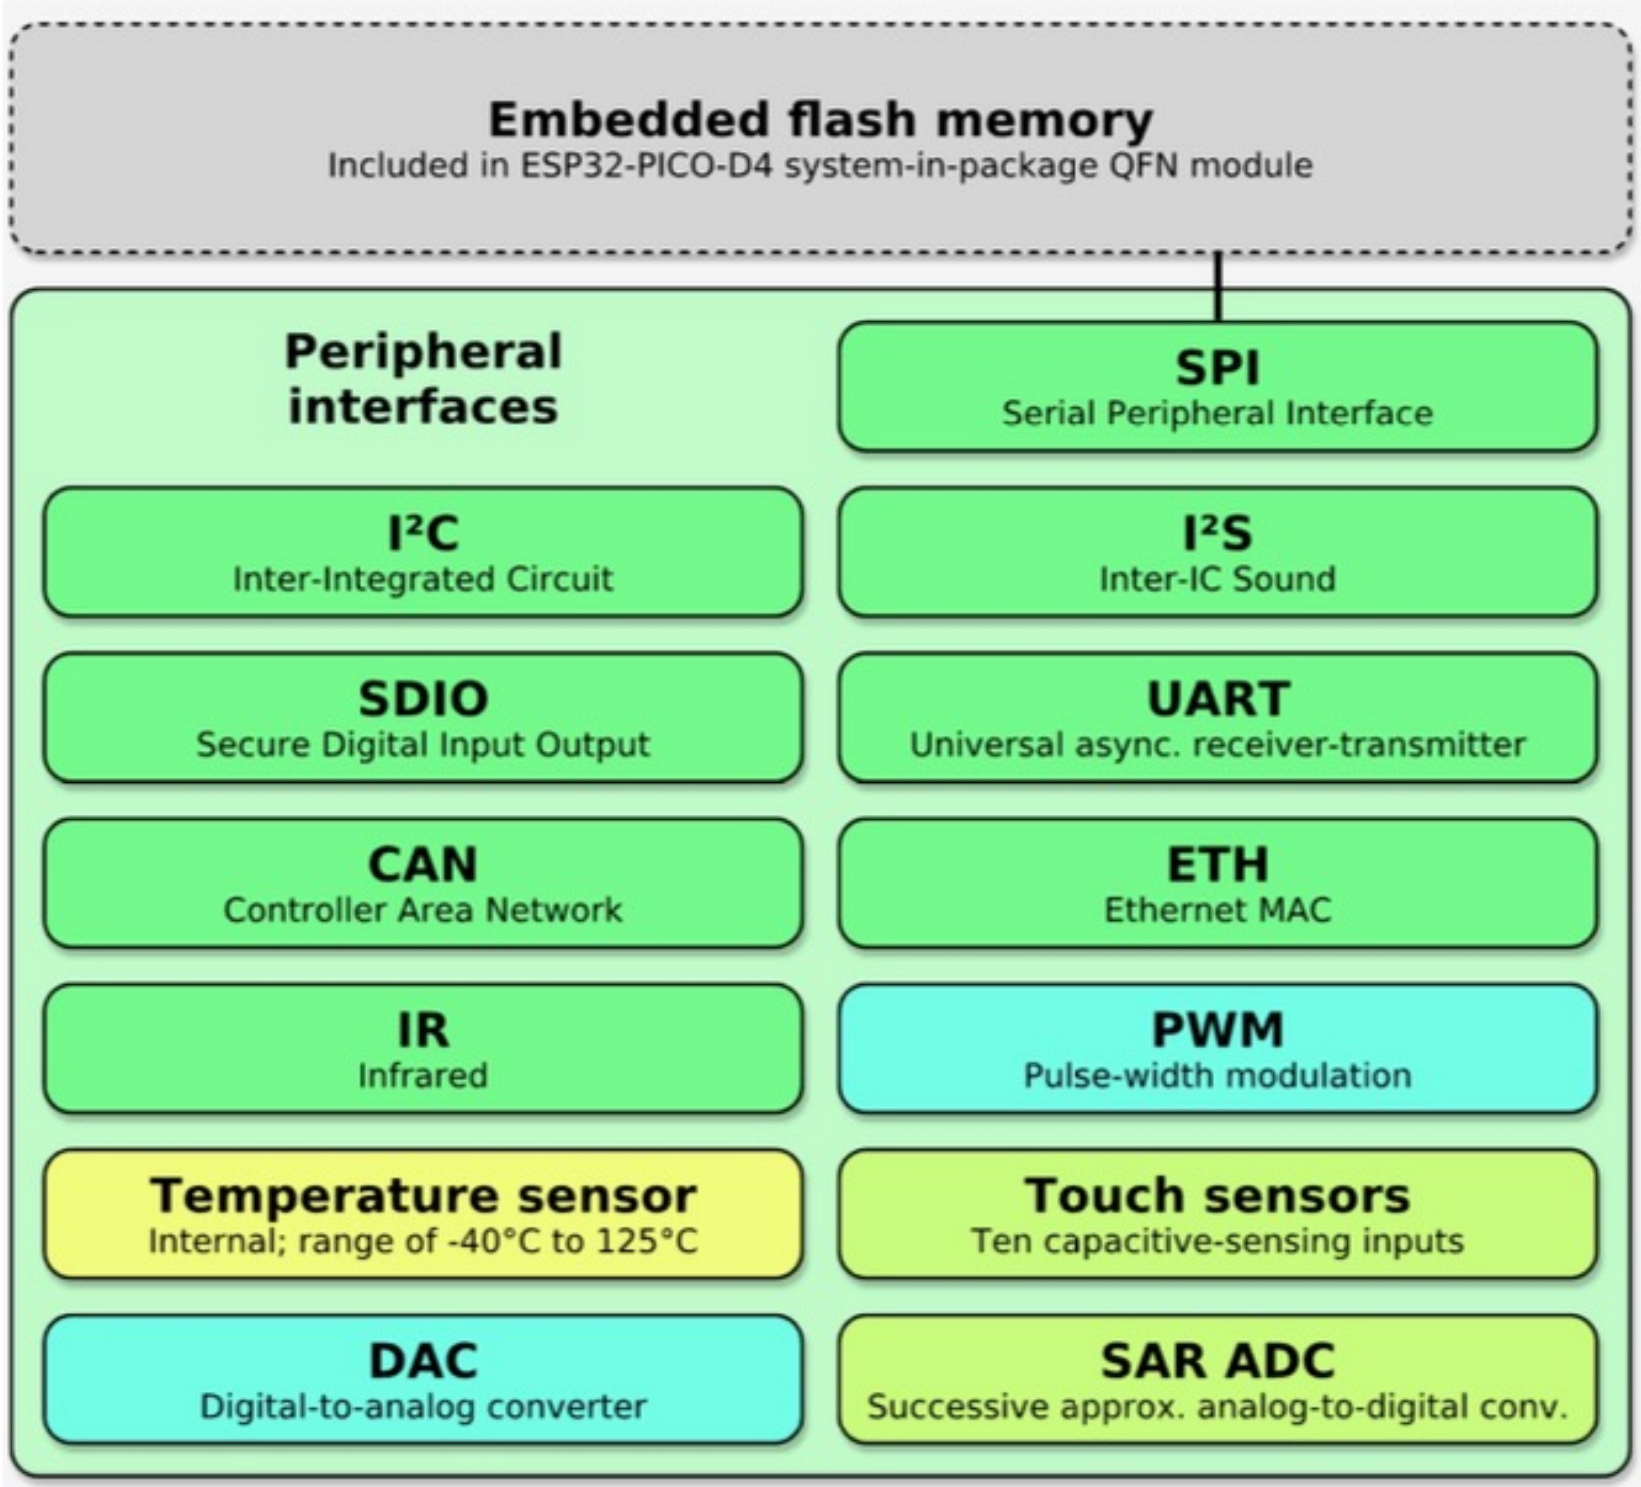 Embedded flash memory
Included in ESP32-PICO-D4 system-in-package QFN module
Peripheral
interfaces
SPI
Serial Peripheral Interface
I²C
Inter-Integrated Circuit
I²S
Inter-IC Sound
SDIO
Secure Digital Input Output
UART
Universal async. receiver-transmitter
CAN
Controller Area Network
ETH
Ethernet MAC
IR
Infrared
PWM
Pulse-width modulation
Temperature sensor
Internal; range of -40°C to 125°C
Touch sensors
Ten capacitive-sensing inputs
DAC
Digital-to-analog converter
SAR ADC
Successive approx. analog-to-digital conv.